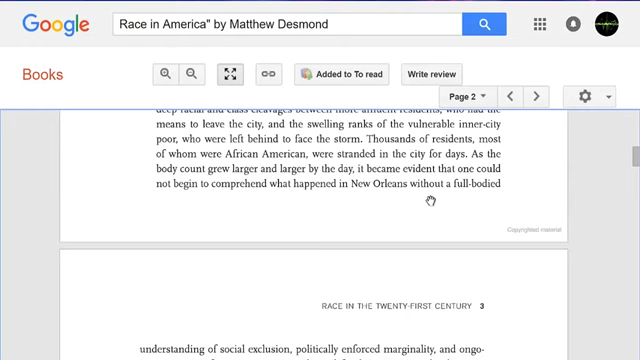 Google
Race in America" by Matthew Desmond
Books
Added to To read
Write review
Page 2
deep racial and class cleavages between more affluent residents, who had the
means to leave the city, and the swelling ranks of the vulnerable inner-city
poor, who were left behind to face the storm. Thousands of residents, most
of whom were African American, were stranded in the city for days. As the
body count grew larger and larger by the day, it became evident that one could
not begin to comprehend what happened in New Orleans without a full-bodied
Copyrighted material
RACE IN THE TWENTY-FIRST CENTURY 3
understanding of social exclusion, politically enforced marginality, and ongo-